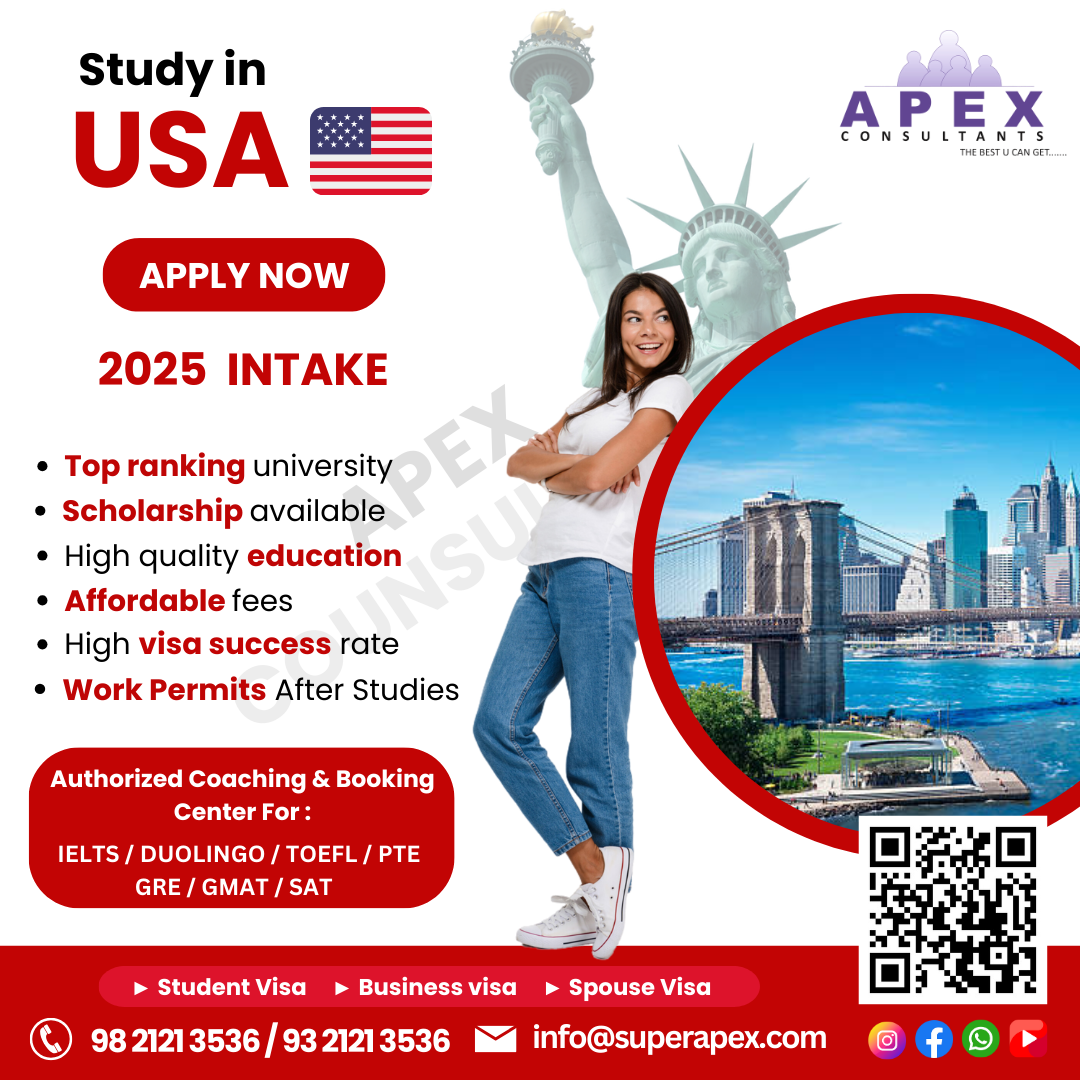 Study in
USA
APEX
CONSULTANTS
THE BEST U CAN GET.......
APPLY NOW
2025 INTAKE
• Top ranking university
• Scholarship available
• High quality education
• Affordable fees
• High visa success rate
• Work Permits After Studies
APEX
COUNSUL
Authorized Coaching & Booking
Center For :
IELTS / DUOLINGO / TOEFL / PTE
GRE / GMAT / SAT
► Student Visa ► Business visa ► Spouse Visa
98 2121 3536 / 93 2121 3536 info@superapex.com